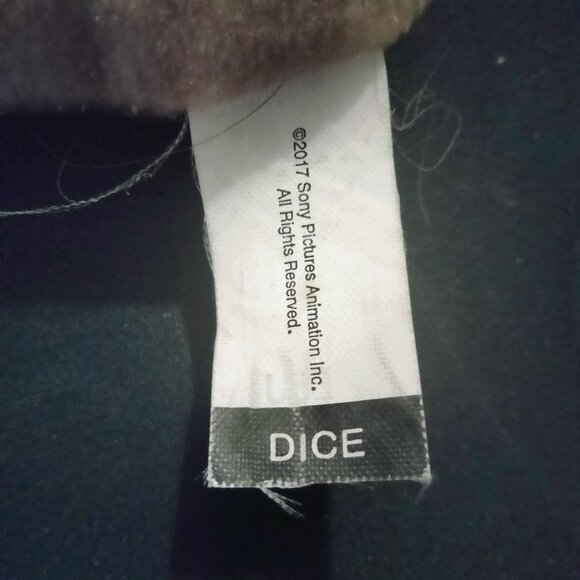 ©2017 Sony Pictures Animation Inc.
All Rights Reserved.
DICE